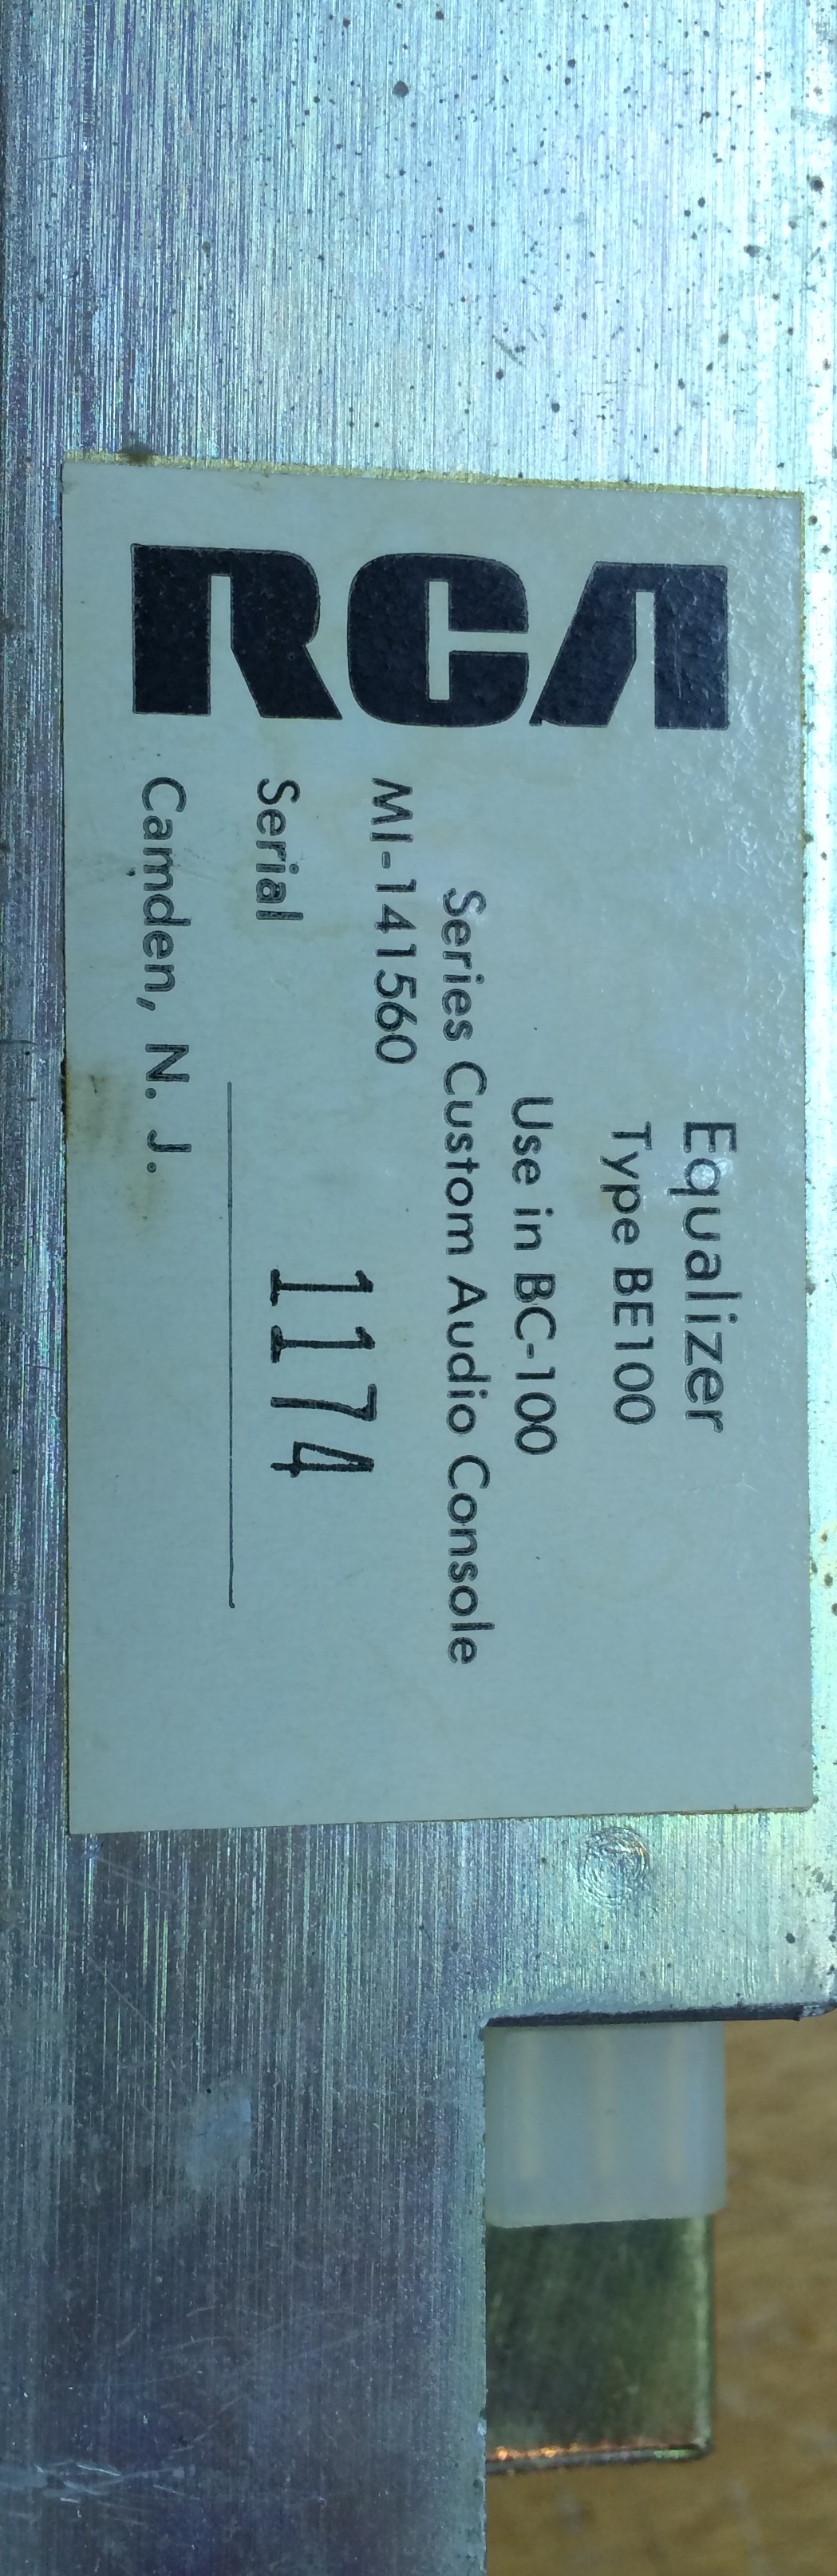 Equalizer
Type BE100
Use in BC-100
Series Custom Audio Console
RCA
MI-141560
Serial 1174
Camden, N. J.